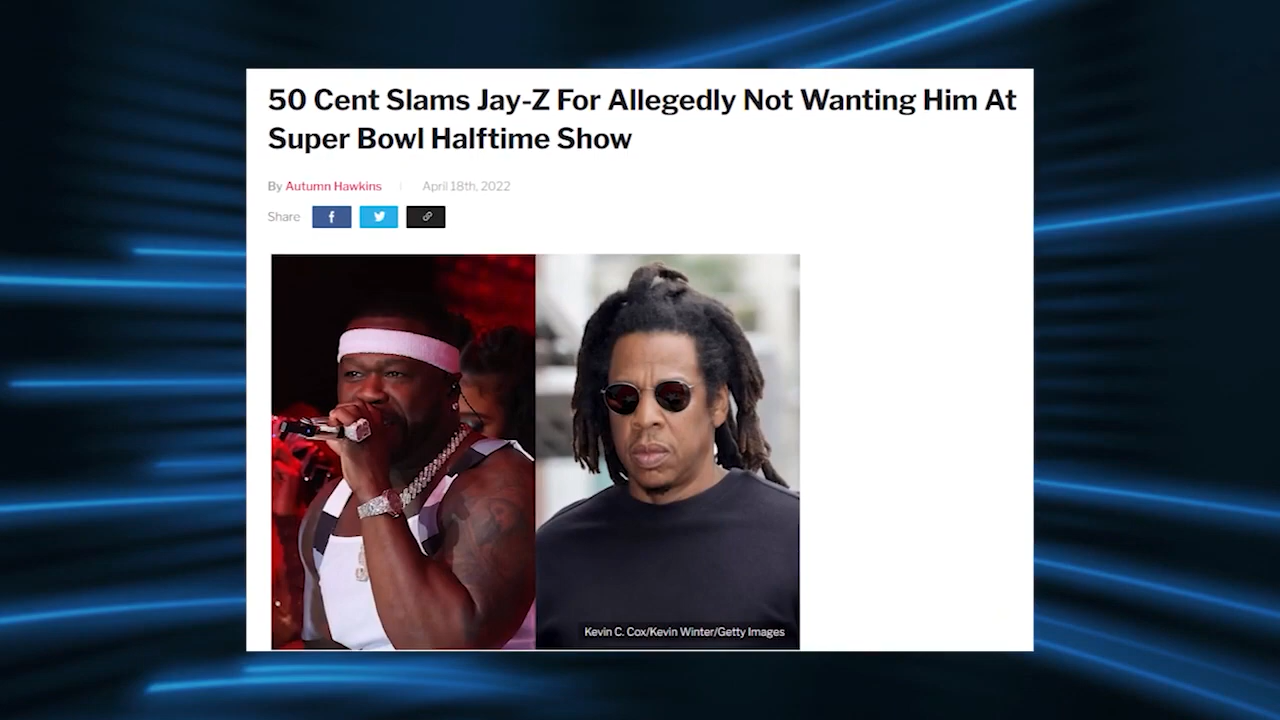 50 Cent Slams Jay-Z For Allegedly Not Wanting Him At
Super Bowl Halftime Show
By Autumn Hawkins | April 18th, 2022
Share
Kevin C. Cox/Kevin Winter/Getty Images